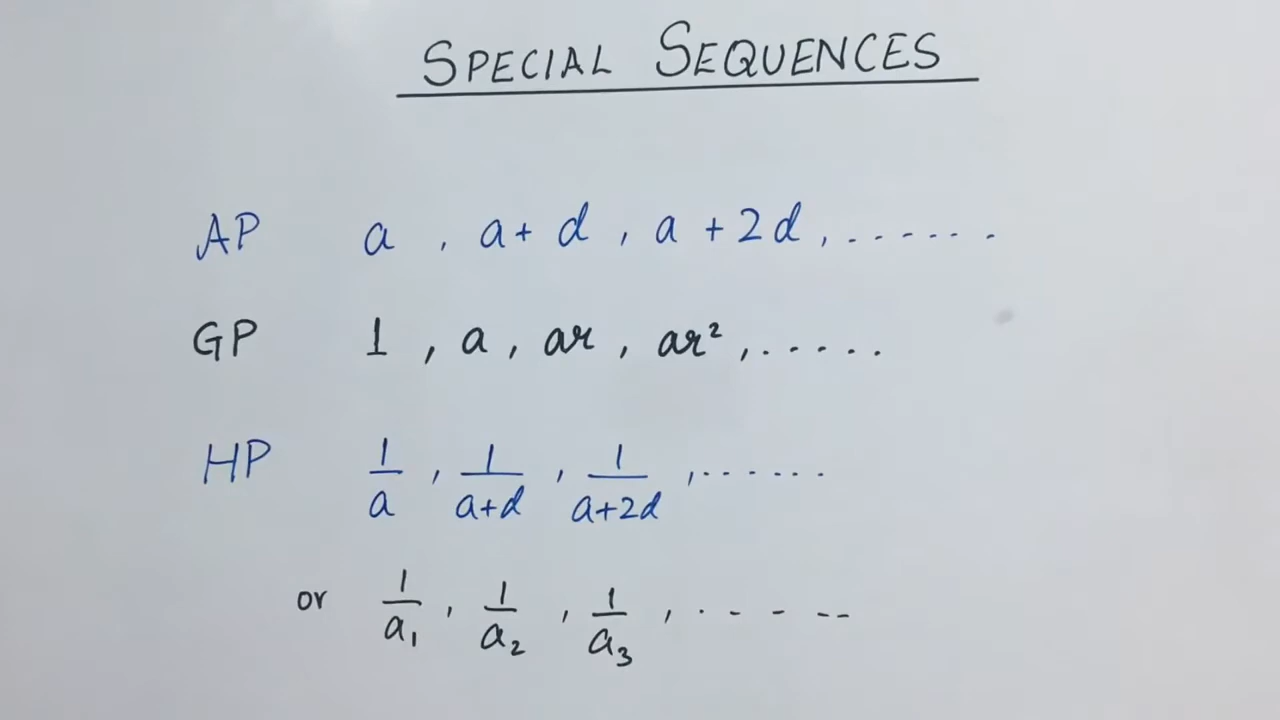 SPECIAL SEQUENCES
AP a, a+d, a+2d, ......
GP 1, a, ar, ar², .....
HP 1/a, 1/(a+d), 1/(a+2d), ......
or 1/a₁, 1/a₂, 1/a₃, ......